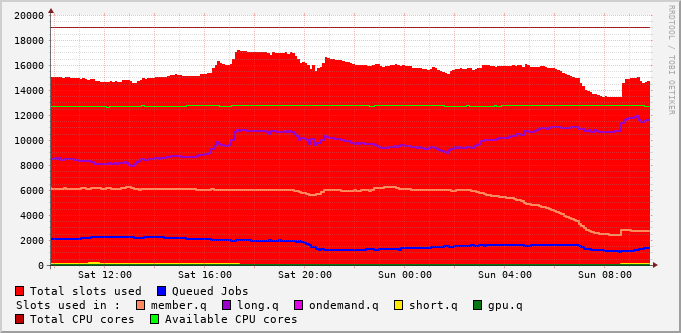 RRDTOOL / TOBI OETIKER
20000
18000
16000
14000
12000
10000
8000
6000
4000
2000
0
Sat 12:00 Sat 16:00 Sat 20:00 Sun 00:00 Sun 04:00 Sun 08:00
Total slots used Queued Jobs
Slots used in : member.q long.q ondemand.q short.q gpu.q
Total CPU cores Available CPU cores